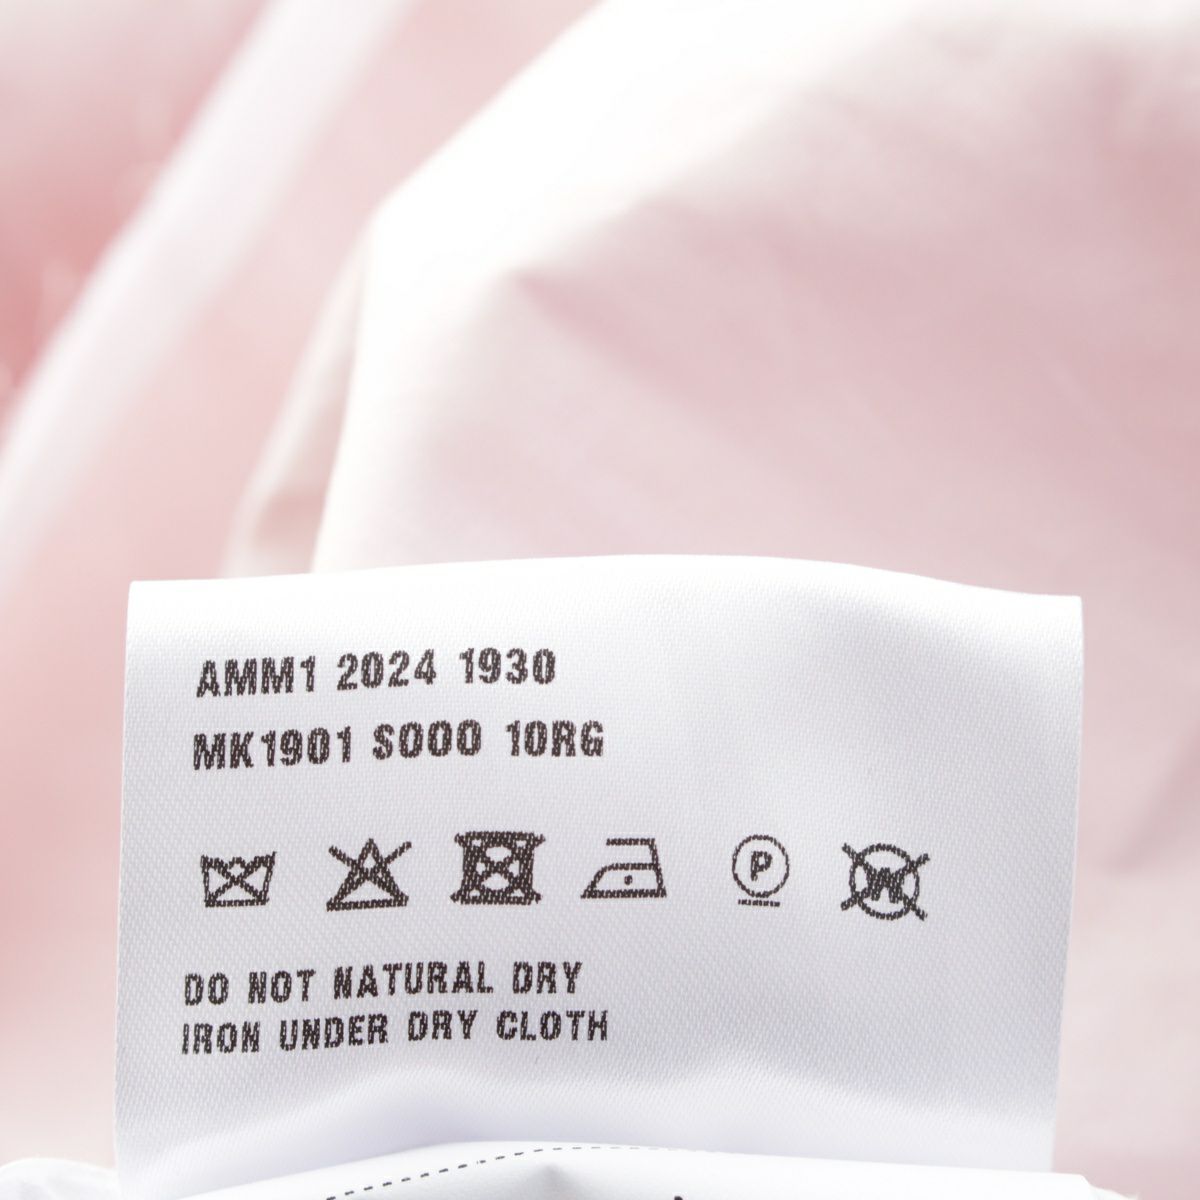 AMM1 2024 1930
MK1901 S000 10RG
P W
DO NOT NATURAL DRY
IRON UNDER DRY CLOTH